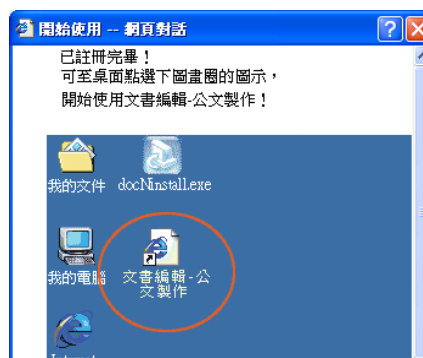 開始使用 -- 網頁對話
已註冊完畢！
可至桌面點選下圖畫圈的圖示，
開始使用文書編輯-公文製作！
我的文件 docNinstall.exe
我的電腦 文書編輯-公
文製作
Internet